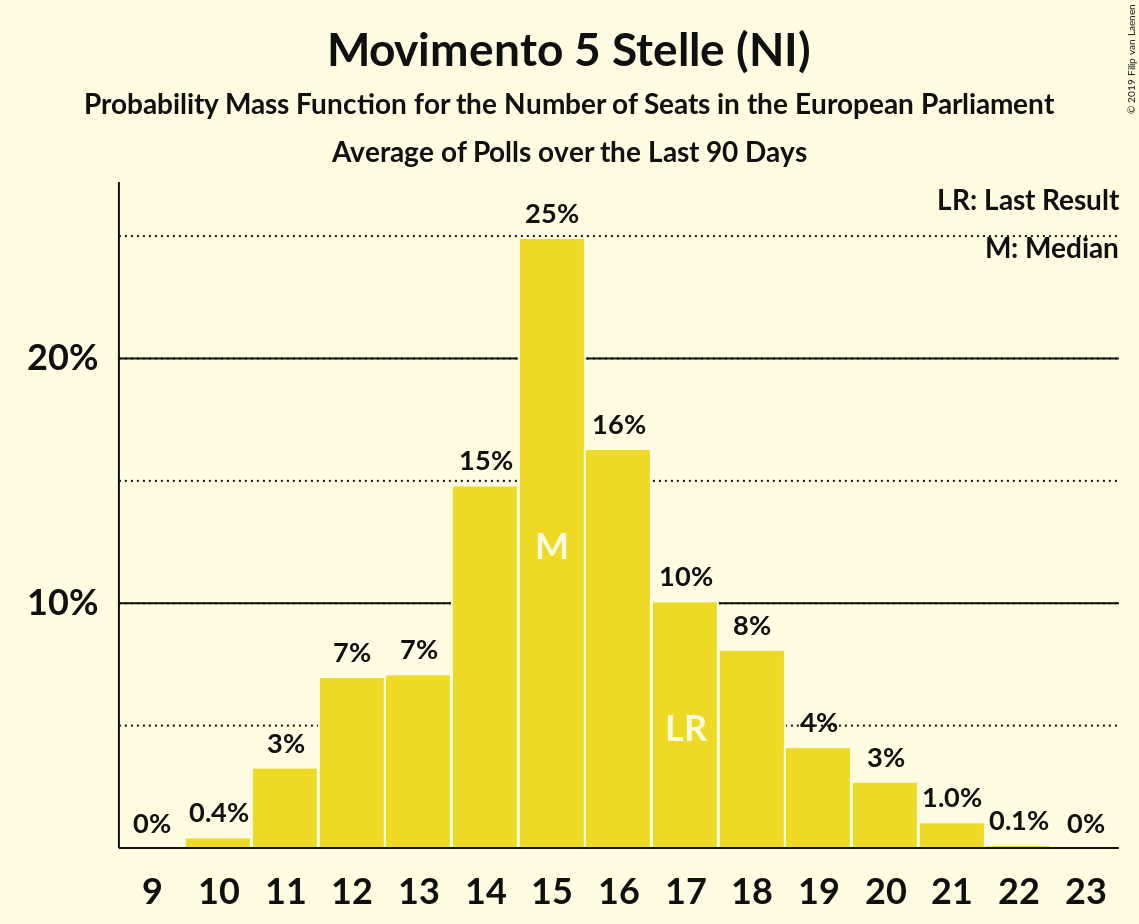 Movimento 5 Stelle (NI)
Probability Mass Function for the Number of Seats in the European Parliament
Average of Polls over the Last 90 Days
© 2019 Filip van Laenen
LR: Last Result
M: Median
20%
10%
0%
0.4%
3%
7%
7%
15%
25%
16%
10%
8%
4%
3%
1.0%
0.1%
0%
M
LR
9 10 11 12 13 14 15 16 17 18 19 20 21 22 23